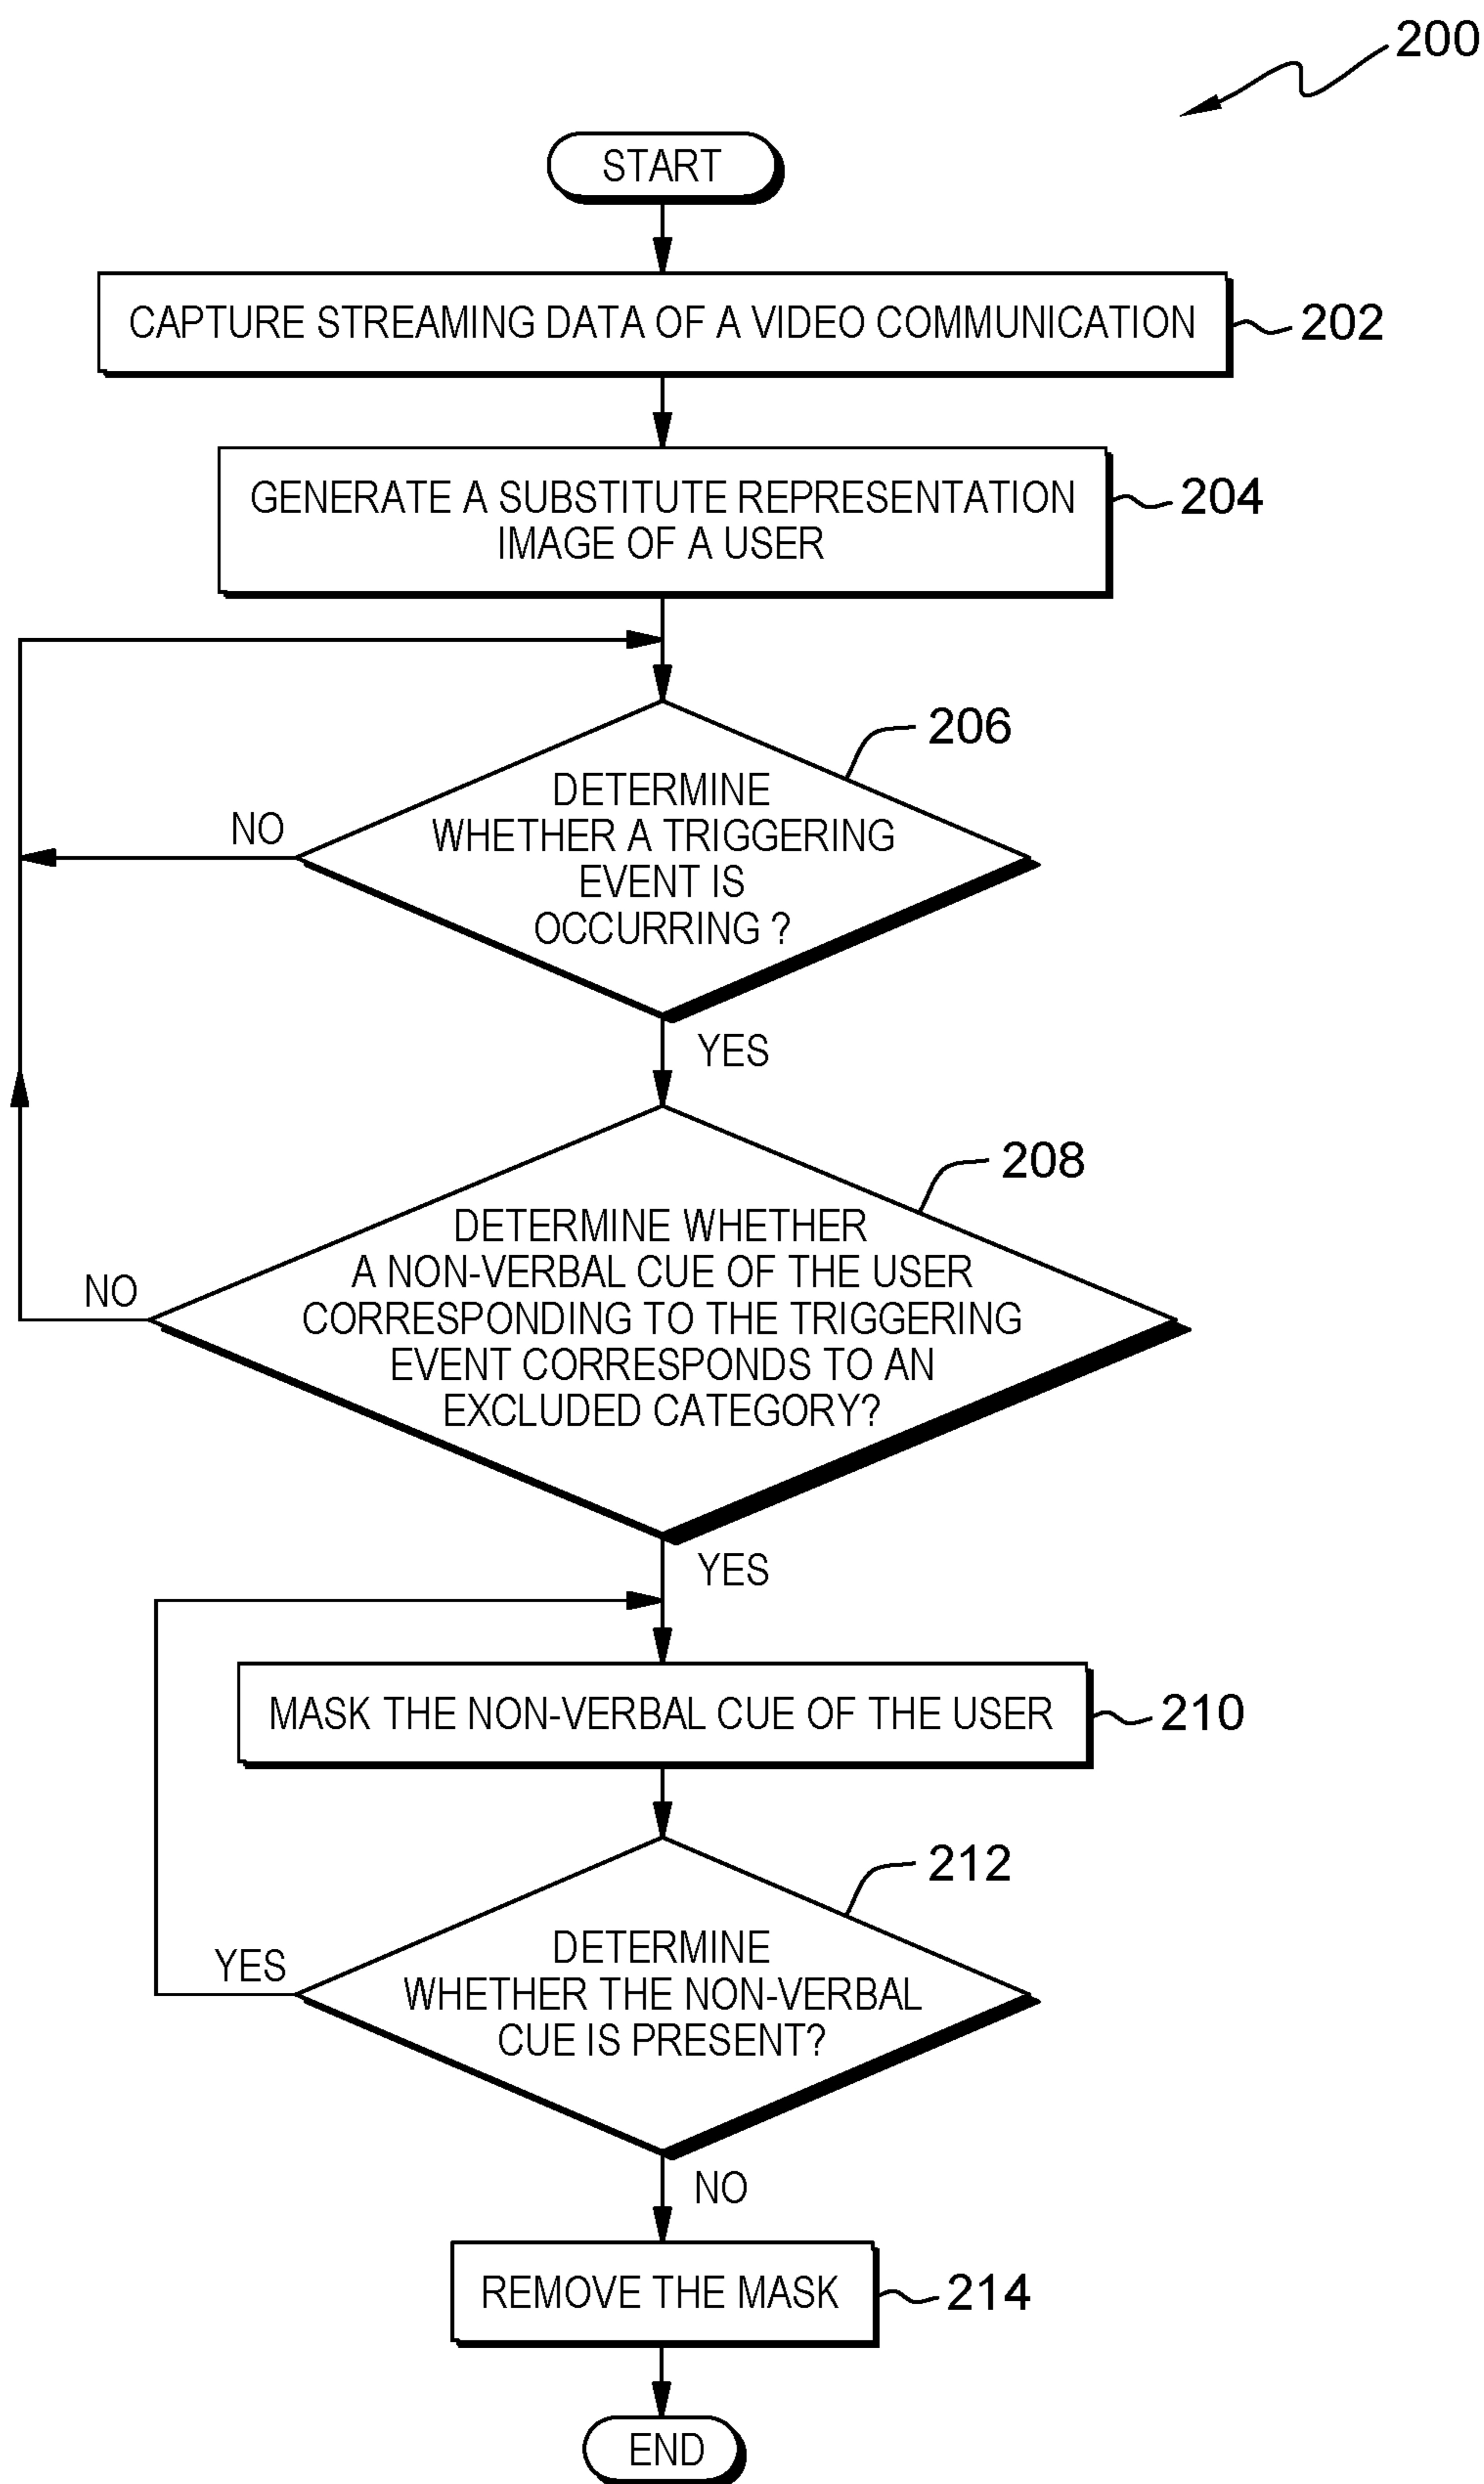 200
START
CAPTURE STREAMING DATA OF A VIDEO COMMUNICATION
202
GENERATE A SUBSTITUTE REPRESENTATION
IMAGE OF A USER
204
206
DETERMINE
WHETHER A TRIGGERING
EVENT IS
OCCURRING ?
NO
YES
208
DETERMINE WHETHER
A NON-VERBAL CUE OF THE USER
CORRESPONDING TO THE TRIGGERING
EVENT CORRESPONDS TO AN
EXCLUDED CATEGORY?
NO
YES
MASK THE NON-VERBAL CUE OF THE USER
210
212
DETERMINE
WHETHER THE NON-VERBAL
CUE IS PRESENT?
YES
NO
REMOVE THE MASK
214
END